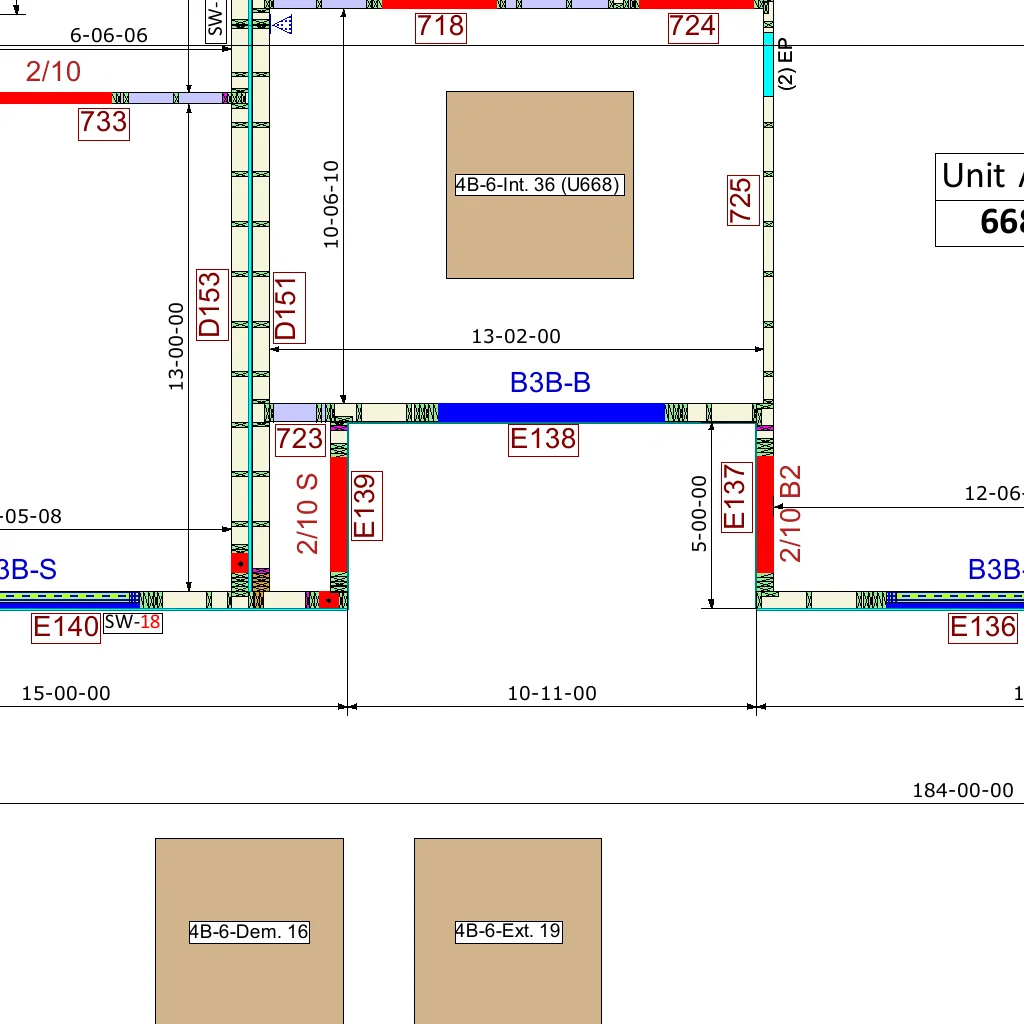 SW-
718
724
6-06-06
(2) EP
2/10
733
4B-6-Int. 36 (U668)
Unit
668
725
10-06-10
D153
D151
13-00-00
13-02-00
B3B-B
723
E138
2/10 S
E139
5-00-00
E137
2/10 B2
12-06-
-05-08
3B-S
B3B-
E140
SW-18
E136
15-00-00
10-11-00
1
184-00-00
4B-6-Dem. 16
4B-6-Ext. 19